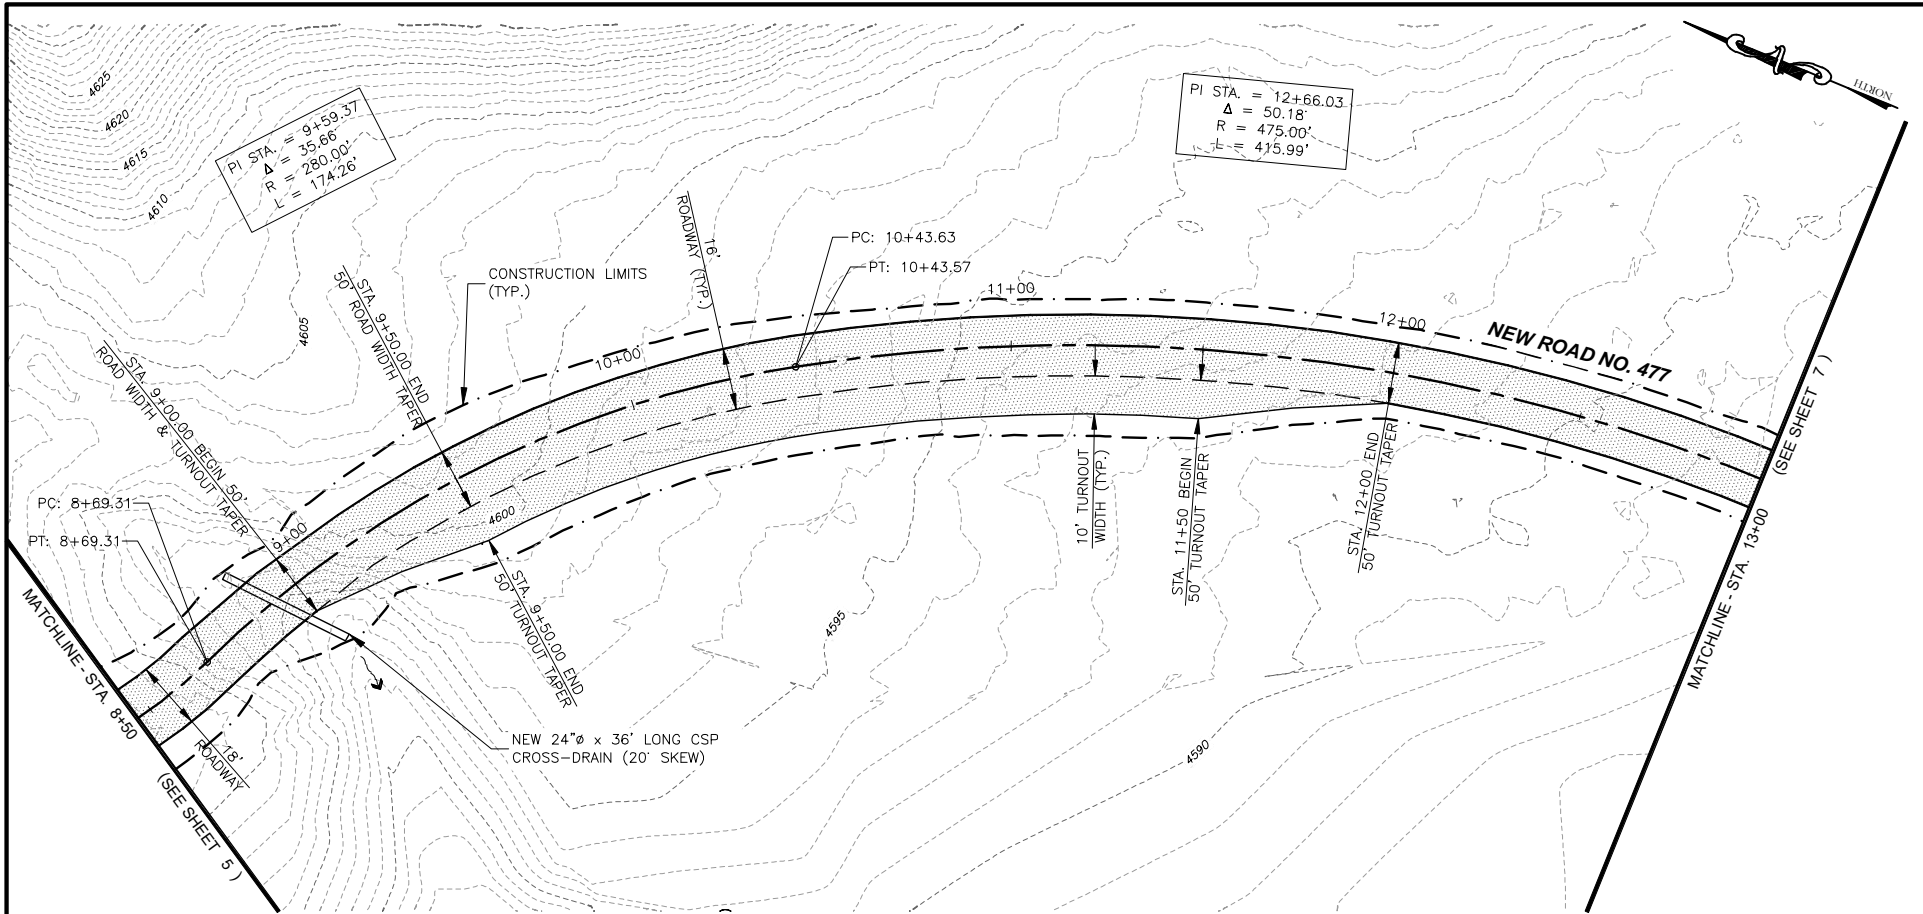 NORTH
4625
4620
4615
4610
4605
PI STA. = 9+59.37
Δ = 35.66°
R = 280.00'
L = 174.26'
PI STA. = 12+66.03
Δ = 50.18°
R = 475.00'
L = 415.99'
CONSTRUCTION LIMITS
(TYP.)
16'
ROADWAY (TYP.)
PC: 10+43.63
PT: 10+43.57
STA. 9+50.00 END
50' ROAD WIDTH TAPER
STA. 9+00.00 BEGIN 50'
ROAD WIDTH & TURNOUT TAPER
9+00
10+00
11+00
12+00
NEW ROAD NO. 477
PC: 8+69.31
PT: 8+69.31
4600
STA. 9+50.00 END
50' TURNOUT TAPER
10' TURNOUT
WIDTH (TYP.)
STA. 11+50 BEGIN
50' TURNOUT TAPER
STA. 12+00 END
50' TURNOUT TAPER
MATCHLINE - STA. 8+50
(SEE SHEET 5 )
18'
ROADWAY
NEW 24"ø x 36' LONG CSP
CROSS-DRAIN (20° SKEW)
4595
4590
MATCHLINE - STA. 13+00
(SEE SHEET 7 )